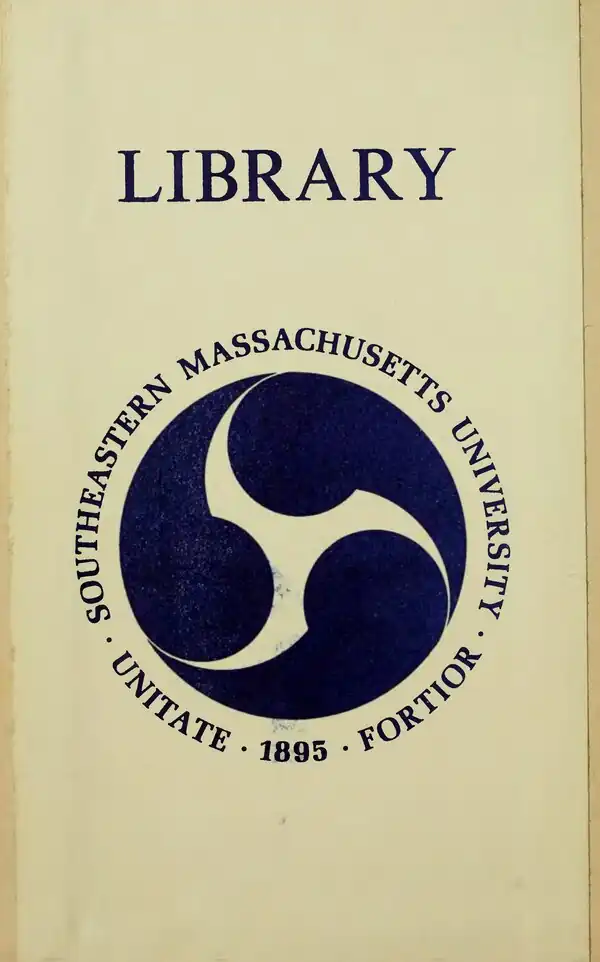 LIBRARY
SOUTHEASTERN MASSACHUSETTS UNIVERSITY
· UNITATE · 1895 · FORTIOR ·